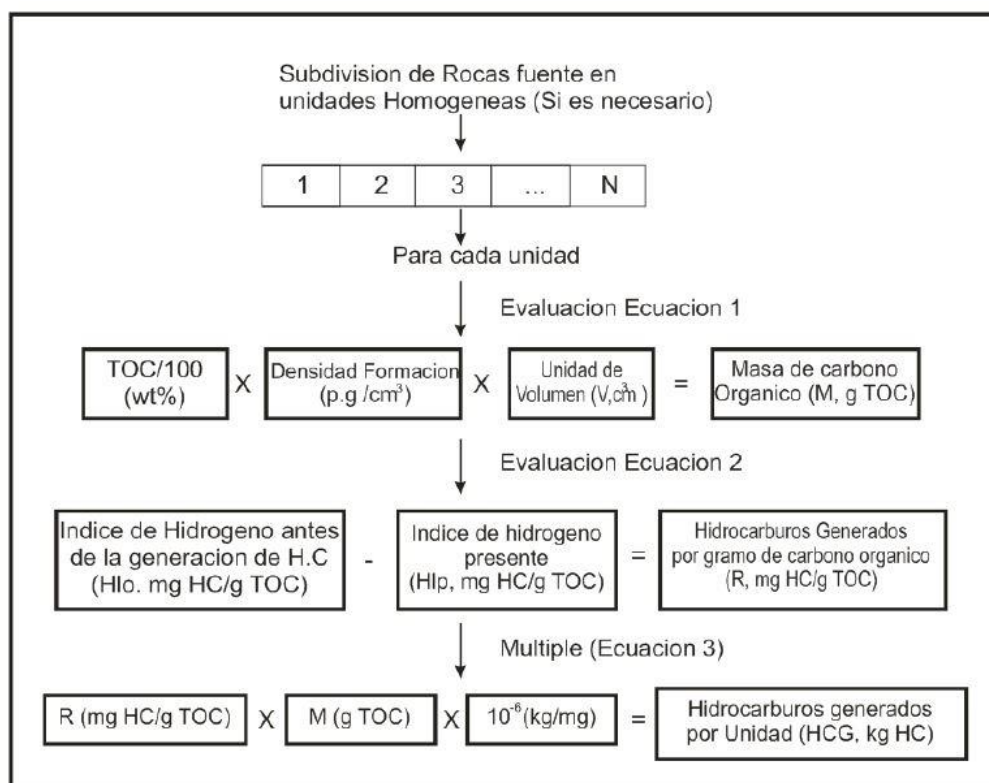 Subdivision de Rocas fuente en
unidades Homogeneas (Si es necesario)
1 2 3 ... N
Para cada unidad
Evaluacion Ecuacion 1
TOC/100
(wt%)
X
Densidad Formacion
(p.g /cm³)
X
Unidad de
Volumen (V,cm³)
=
Masa de carbono
Organico (M, g TOC)
Evaluacion Ecuacion 2
Indice de Hidrogeno antes
de la generacion de H.C
(HIo. mg HC/g TOC)
-
Indice de hidrogeno
presente
(HIp, mg HC/g TOC)
=
Hidrocarburos Generados
por gramo de carbono organico
(R, mg HC/g TOC)
Multiple (Ecuacion 3)
R (mg HC/g TOC)
X
M (g TOC)
X
10⁻⁶(kg/mg)
=
Hidrocarburos generados
por Unidad (HCG, kg HC)